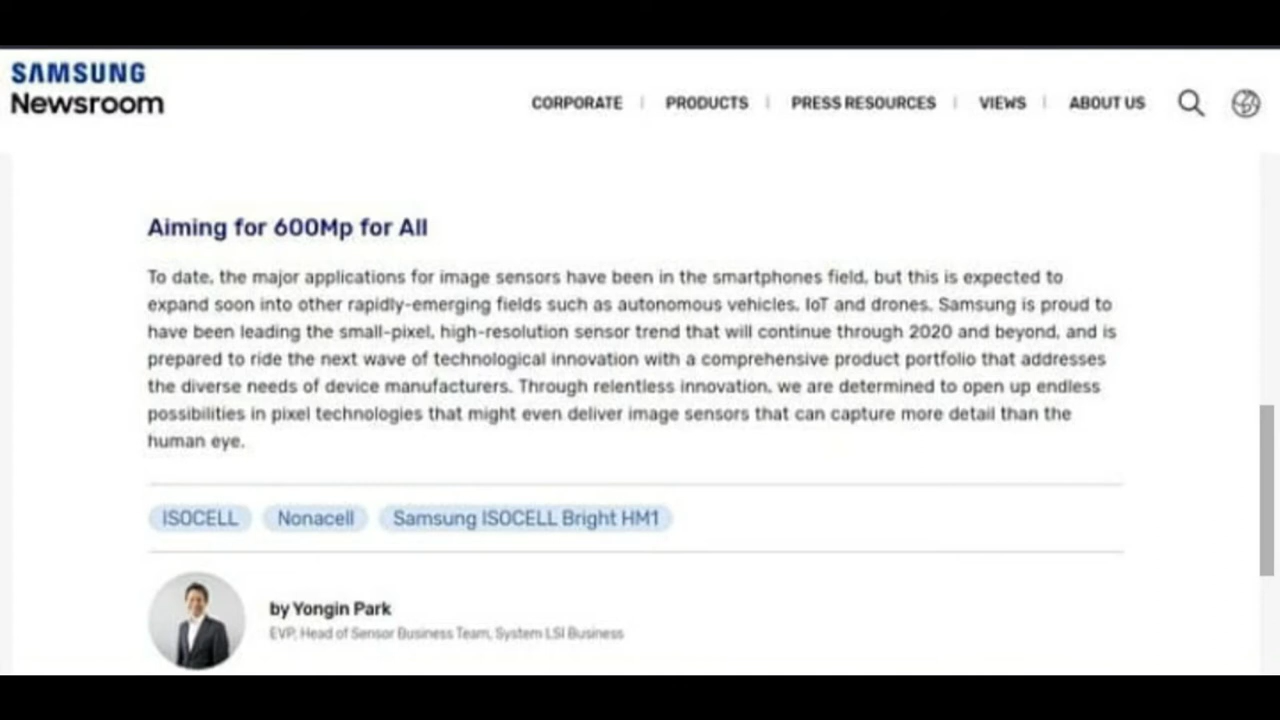 SAMSUNG
Newsroom
CORPORATE | PRODUCTS | PRESS RESOURCES | VIEWS | ABOUT US
Aiming for 600Mp for All
To date, the major applications for image sensors have been in the smartphones field, but this is expected to
expand soon into other rapidly-emerging fields such as autonomous vehicles, IoT and drones. Samsung is proud to
have been leading the small-pixel, high-resolution sensor trend that will continue through 2020 and beyond, and is
prepared to ride the next wave of technological innovation with a comprehensive product portfolio that addresses
the diverse needs of device manufacturers. Through relentless innovation, we are determined to open up endless
possibilities in pixel technologies that might even deliver image sensors that can capture more detail than the
human eye.
ISOCELL Nonacell Samsung ISOCELL Bright HM1
by Yongin Park
EVP, Head of Sensor Business Team, System LSI Business